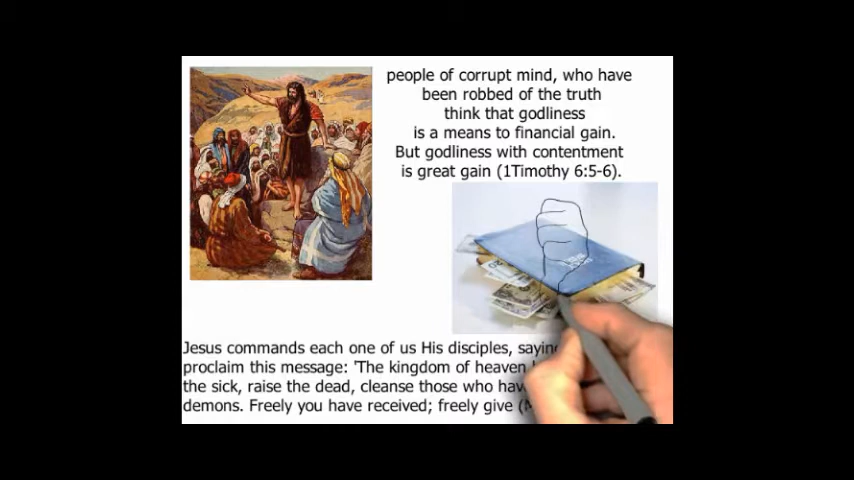 people of corrupt mind, who have
been robbed of the truth
think that godliness
is a means to financial gain.
But godliness with contentment
is great gain (1Timothy 6:5-6).
Jesus commands each one of us His disciples, saying
proclaim this message: 'The kingdom of heaven
the sick, raise the dead, cleanse those who have
demons. Freely you have received; freely give